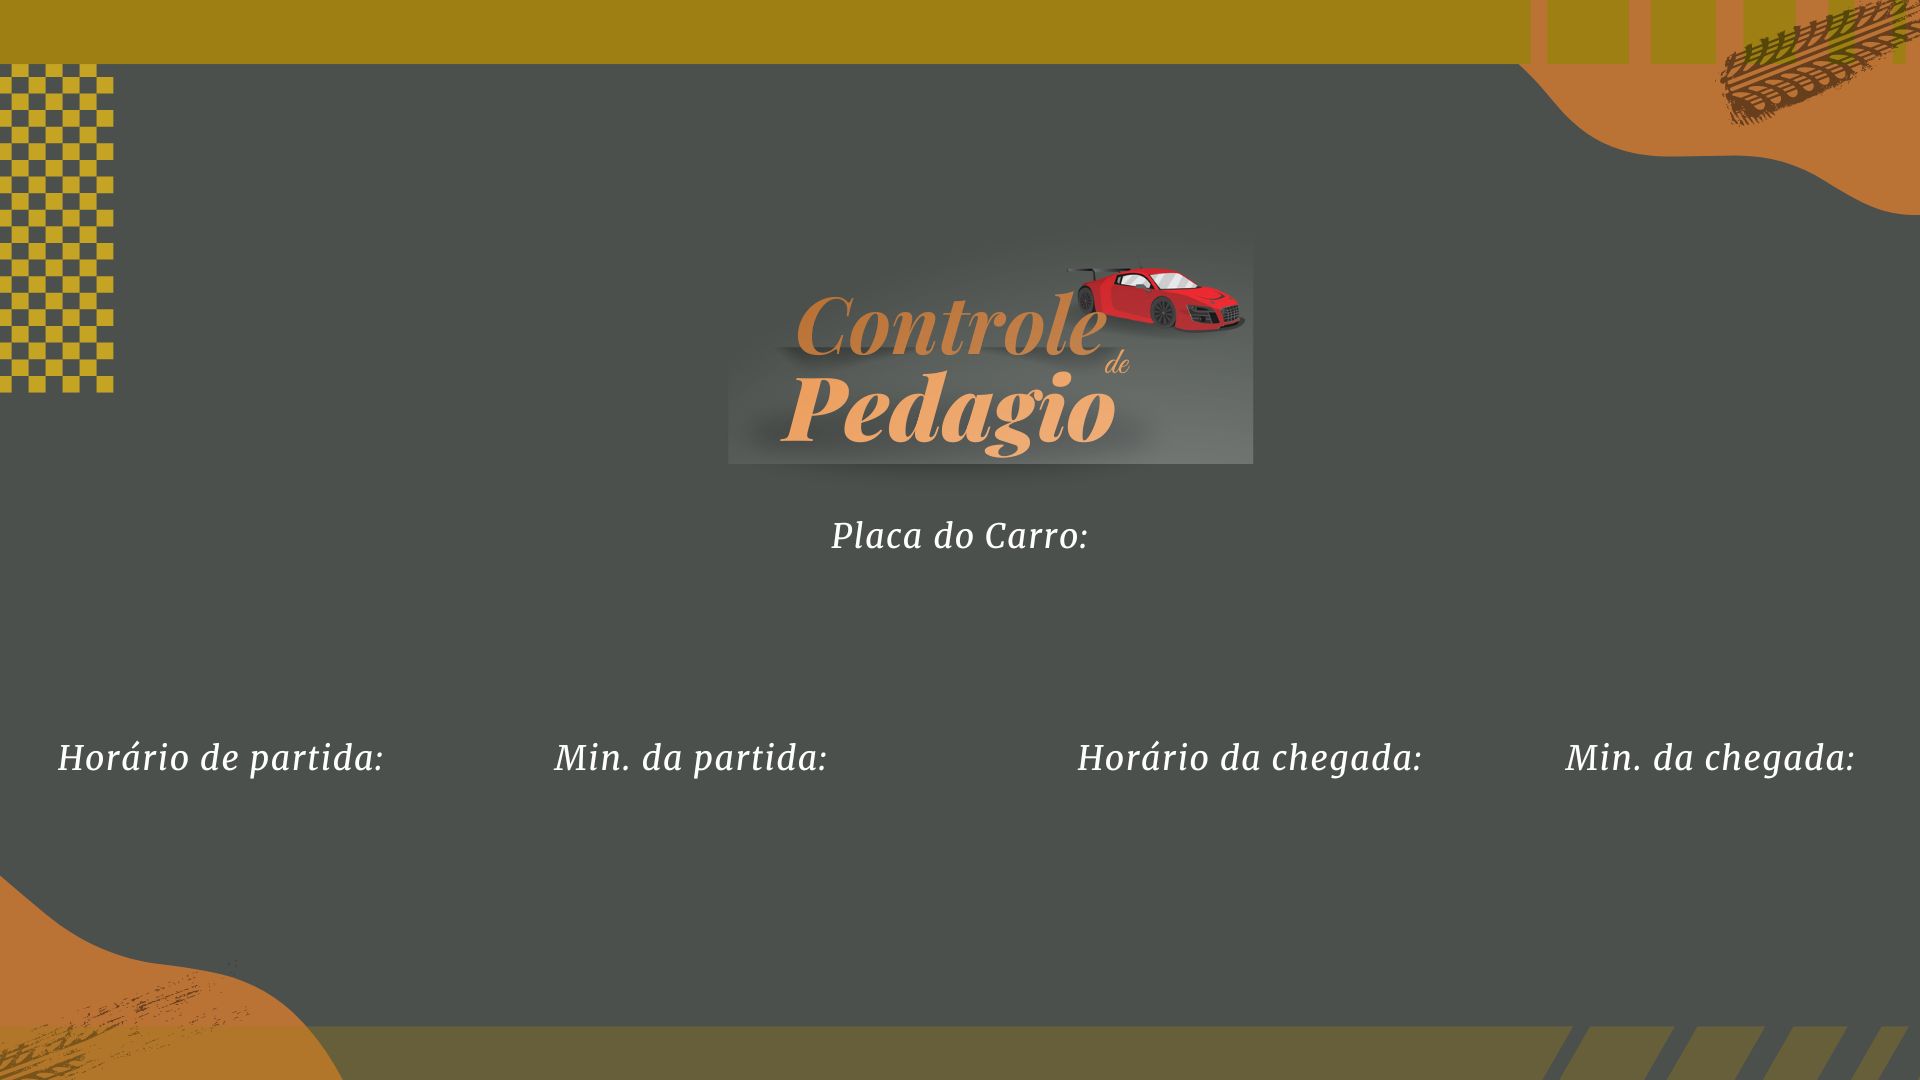 Controle
de
Pedagio
Placa do Carro:
Horário de partida: Min. da partida: Horário da chegada: Min. da chegada: